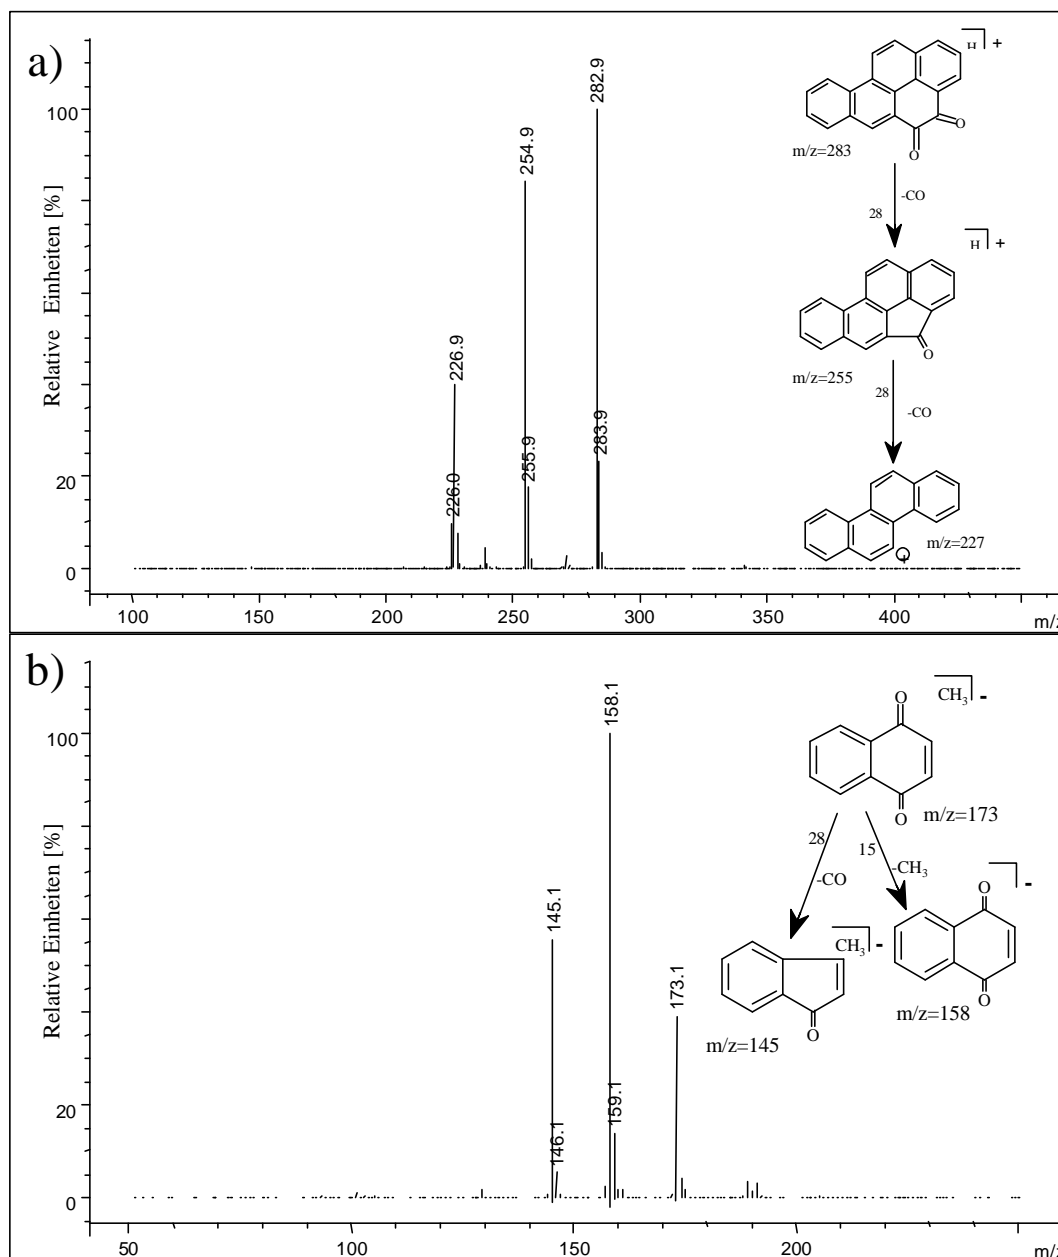 a)
Relative Einheiten [%]
100
20
0
226.0
226.9
254.9
255.9
282.9
283.9
100
150
200
250
300
350
400
m/z
H +
O
O
m/z=283
-CO
28
H +
O
m/z=255
28
-CO
m/z=227
+
b)
Relative Einheiten [%]
100
20
0
145.1
146.1
158.1
159.1
173.1
50
100
150
200
m/z
CH3 -
O
O
m/z=173
28
-CO
15
-CH3
CH3 -
O
m/z=145
-
O
O
m/z=158